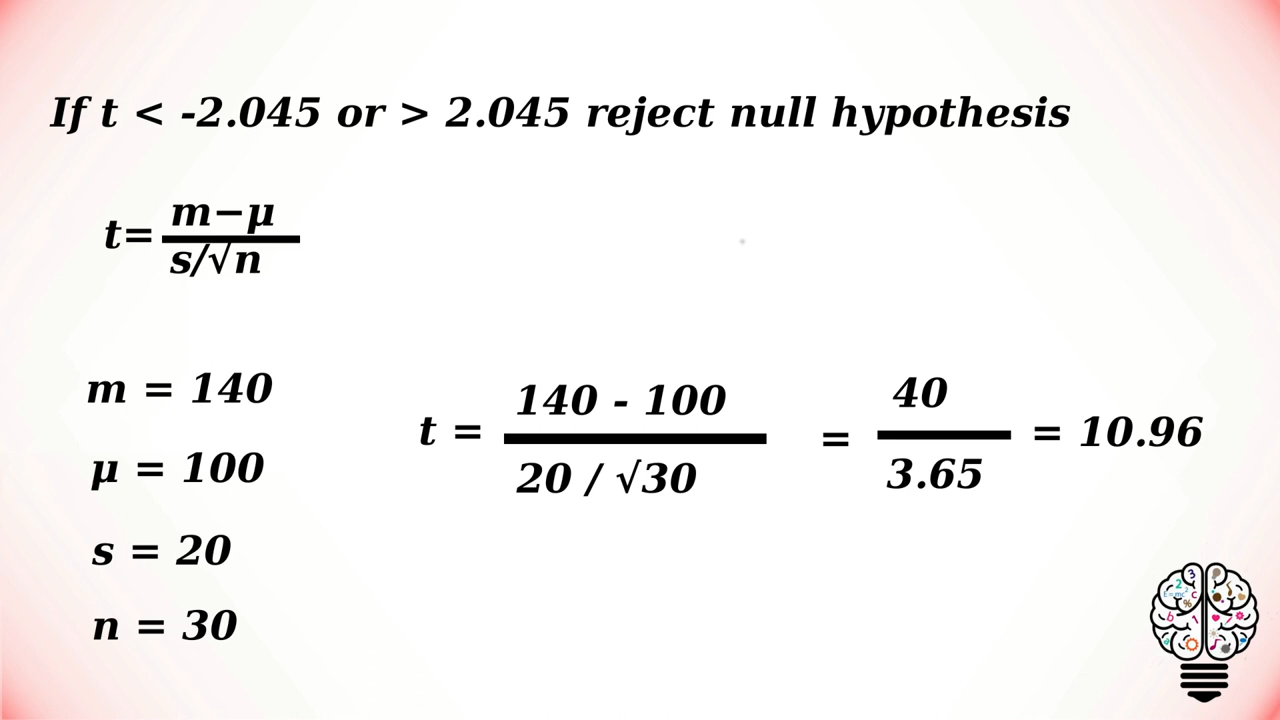 If t < -2.045 or > 2.045 reject null hypothesis
t= m−μ
s/√n
m = 140
μ = 100
s = 20
n = 30
t = 140 - 100 = 40 = 10.96
20 / √30 3.65